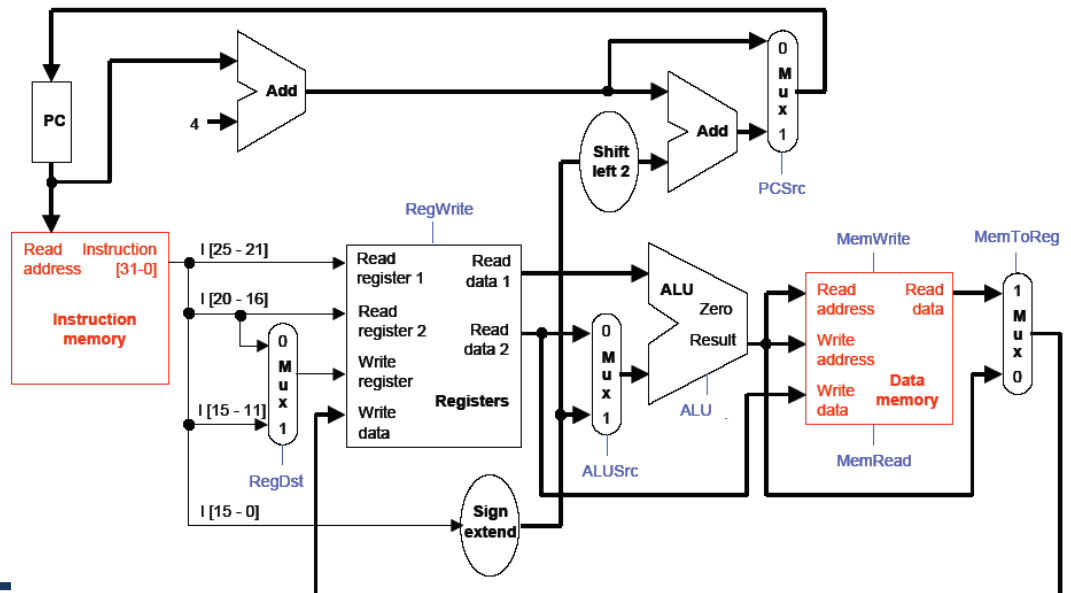 PC
4
Add
Shift
left 2
Add
0
M
u
x
1
PCSrc
Read
address
Instruction
[31-0]
Instruction
memory
I [25 - 21]
I [20 - 16]
I [15 - 11]
I [15 - 0]
0
M
u
x
1
RegDst
RegWrite
Read
register 1
Read
register 2
Write
register
Write
data
Read
data 1
Read
data 2
Registers
Sign
extend
0
M
u
x
1
ALUSrc
ALU
Zero
Result
ALU
MemWrite
Read
address
Write
address
Write
data
Read
data
Data
memory
MemRead
MemToReg
1
M
u
x
0